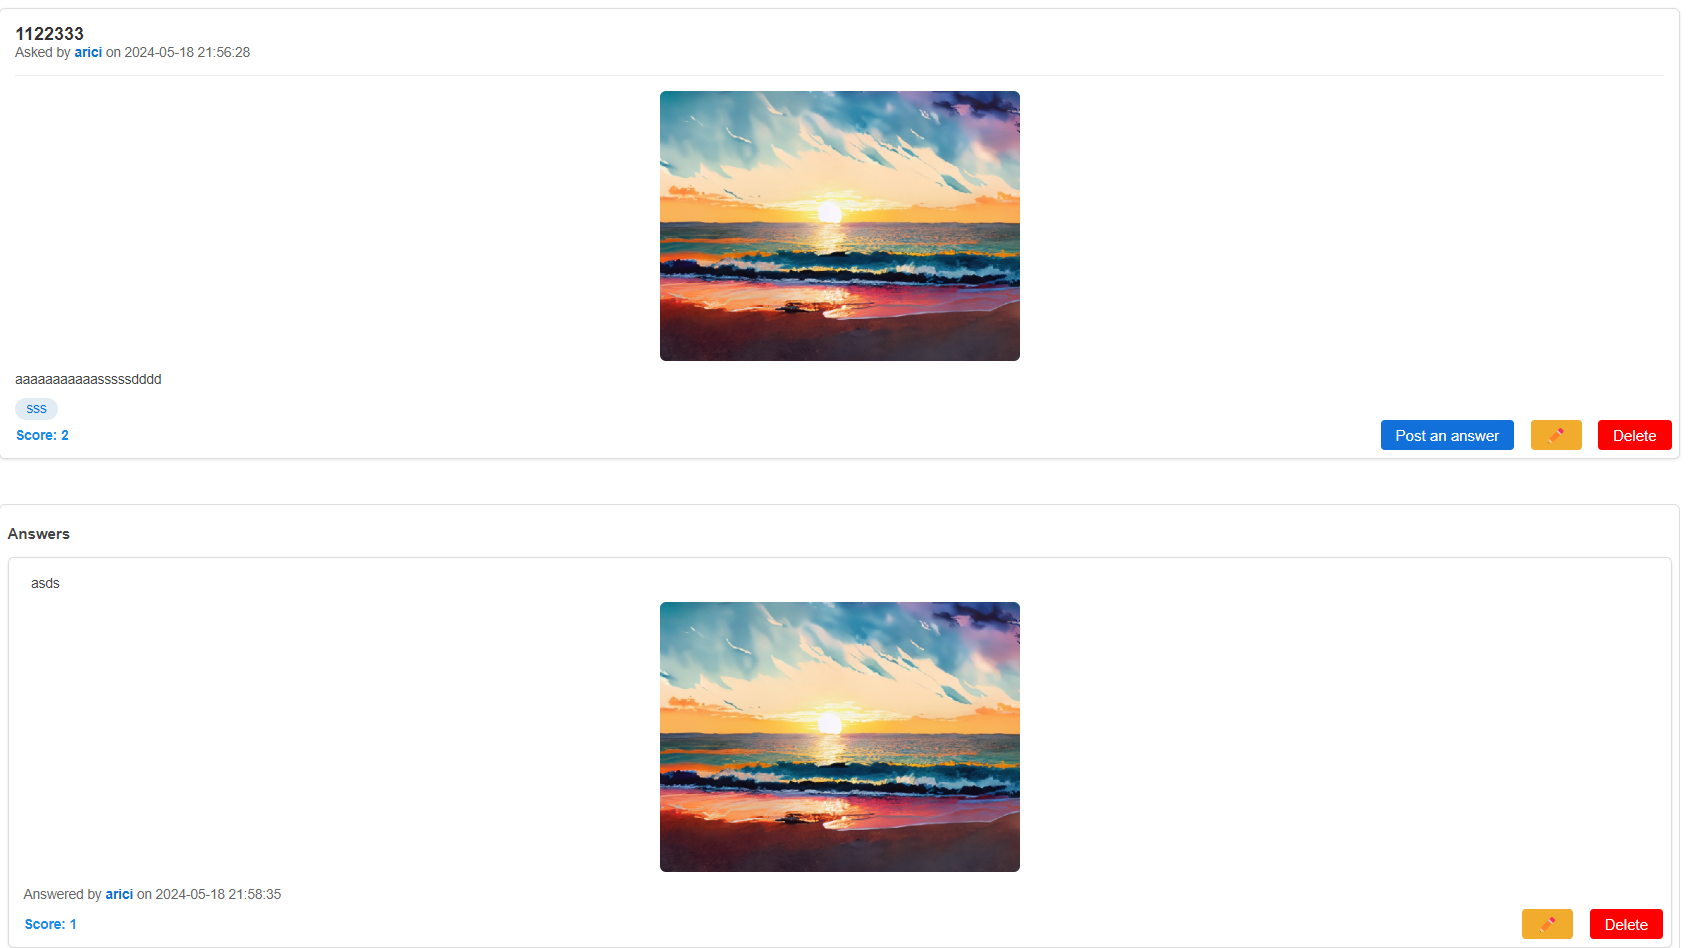 1122333
Asked by arici on 2024-05-18 21:56:28
aaaaaaaaaaasssssdddd
sss
Score: 2
Post an answer
Delete
Answers
asds
Answered by arici on 2024-05-18 21:58:35
Score: 1
Delete